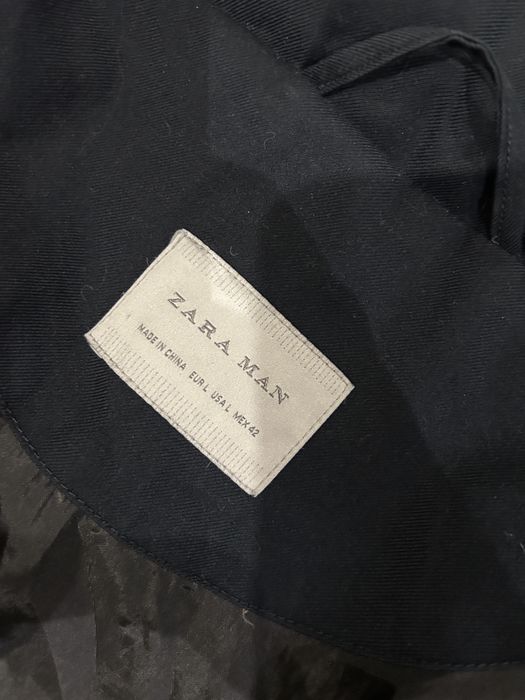 ZARA MAN
MADE IN CHINA EUR L USA L MEX 42